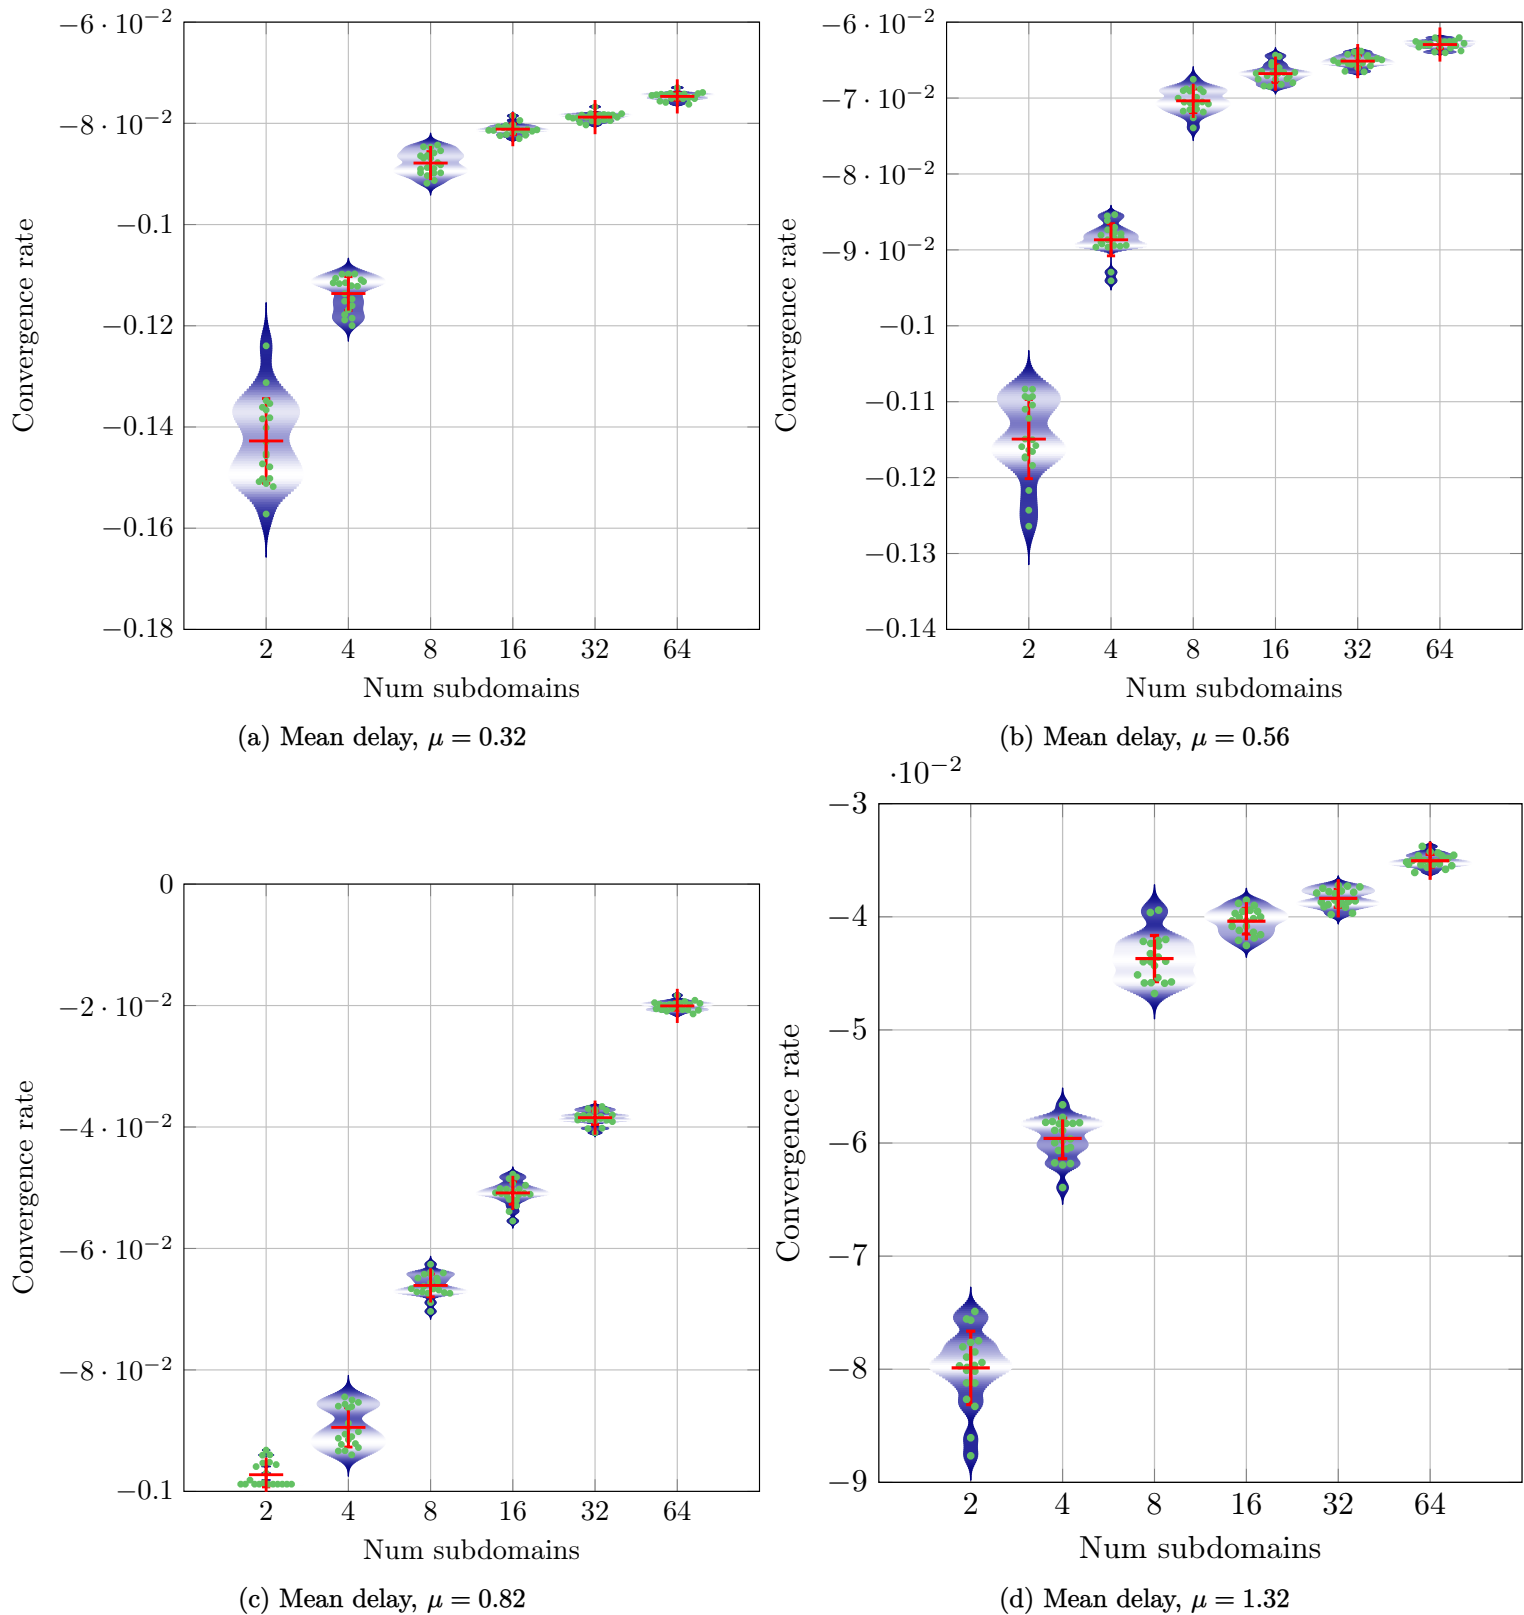 −6 · 10−2
−8 · 10−2
−0.1
−0.12
−0.14
−0.16
−0.18
2 4 8 16 32 64
Num subdomains
Convergence rate
(a) Mean delay, μ = 0.32
−6 · 10−2
−7 · 10−2
−8 · 10−2
−9 · 10−2
−0.1
−0.11
−0.12
−0.13
−0.14
2 4 8 16 32 64
Num subdomains
Convergence rate
(b) Mean delay, μ = 0.56
0
−2 · 10−2
−4 · 10−2
−6 · 10−2
−8 · 10−2
−0.1
2 4 8 16 32 64
Num subdomains
Convergence rate
(c) Mean delay, μ = 0.82
·10−2
−3
−4
−5
−6
−7
−8
−9
2 4 8 16 32 64
Num subdomains
Convergence rate
(d) Mean delay, μ = 1.32